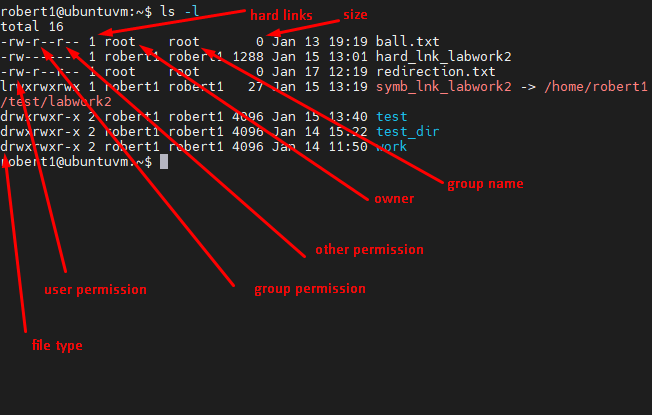 robert1@ubuntuvm:~$ ls -l
hard links
size
total 16
-rw-r--r-- 1 root    root       0 Jan 13 19:19 ball.txt
-rw------- 1 robert1 robert1 1288 Jan 15 13:01 hard_lnk_labwork2
-rw-r--r-- 1 root    root       0 Jan 17 12:19 redirection.txt
lrwxrwxrwx 1 robert1 robert1   27 Jan 15 13:19 symb_lnk_labwork2 -> /home/robert1
/test/labwork2
drwxrwxr-x 2 robert1 robert1 4096 Jan 15 13:40 test
drwxrwxr-x 2 robert1 robert1 4096 Jan 14 15:22 test_dir
drwxrwxr-x 2 robert1 robert1 4096 Jan 14 11:50 work
robert1@ubuntuvm:~$
group name
owner
other permission
user permission
group permission
file type